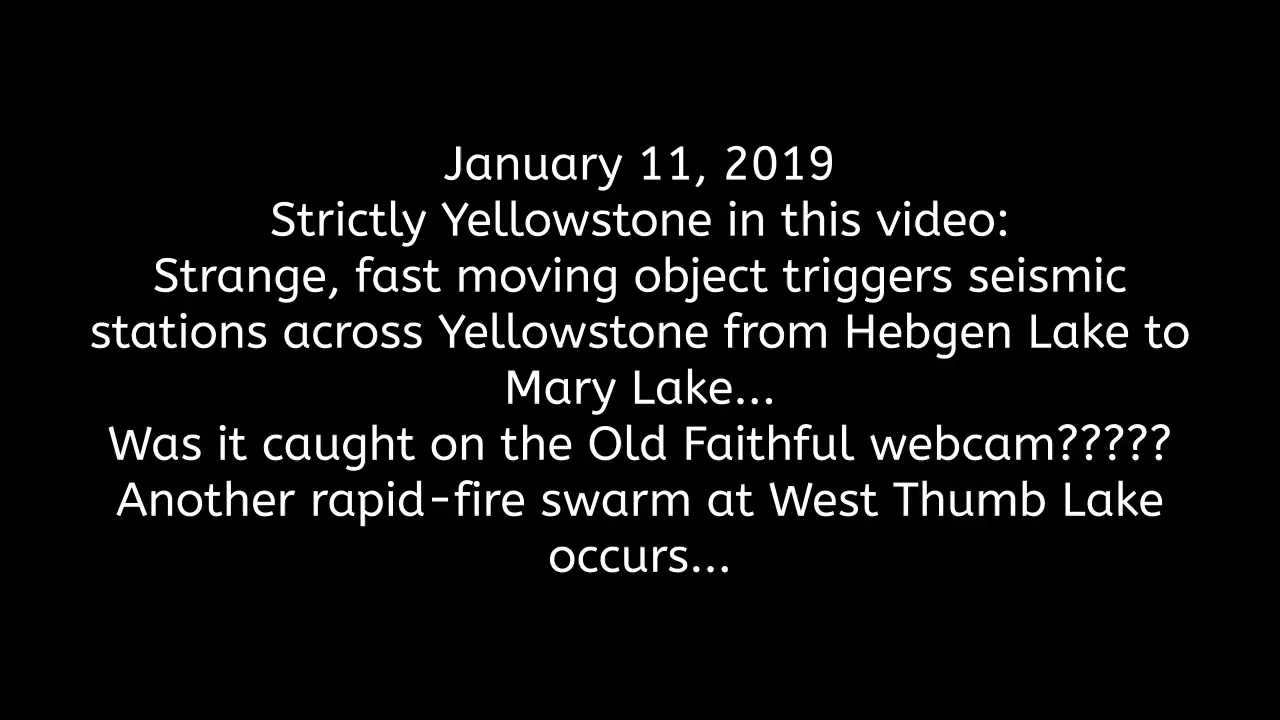 January 11, 2019
Strictly Yellowstone in this video:
Strange, fast moving object triggers seismic
stations across Yellowstone from Hebgen Lake to
Mary Lake...
Was it caught on the Old Faithful webcam?????
Another rapid-fire swarm at West Thumb Lake
occurs...